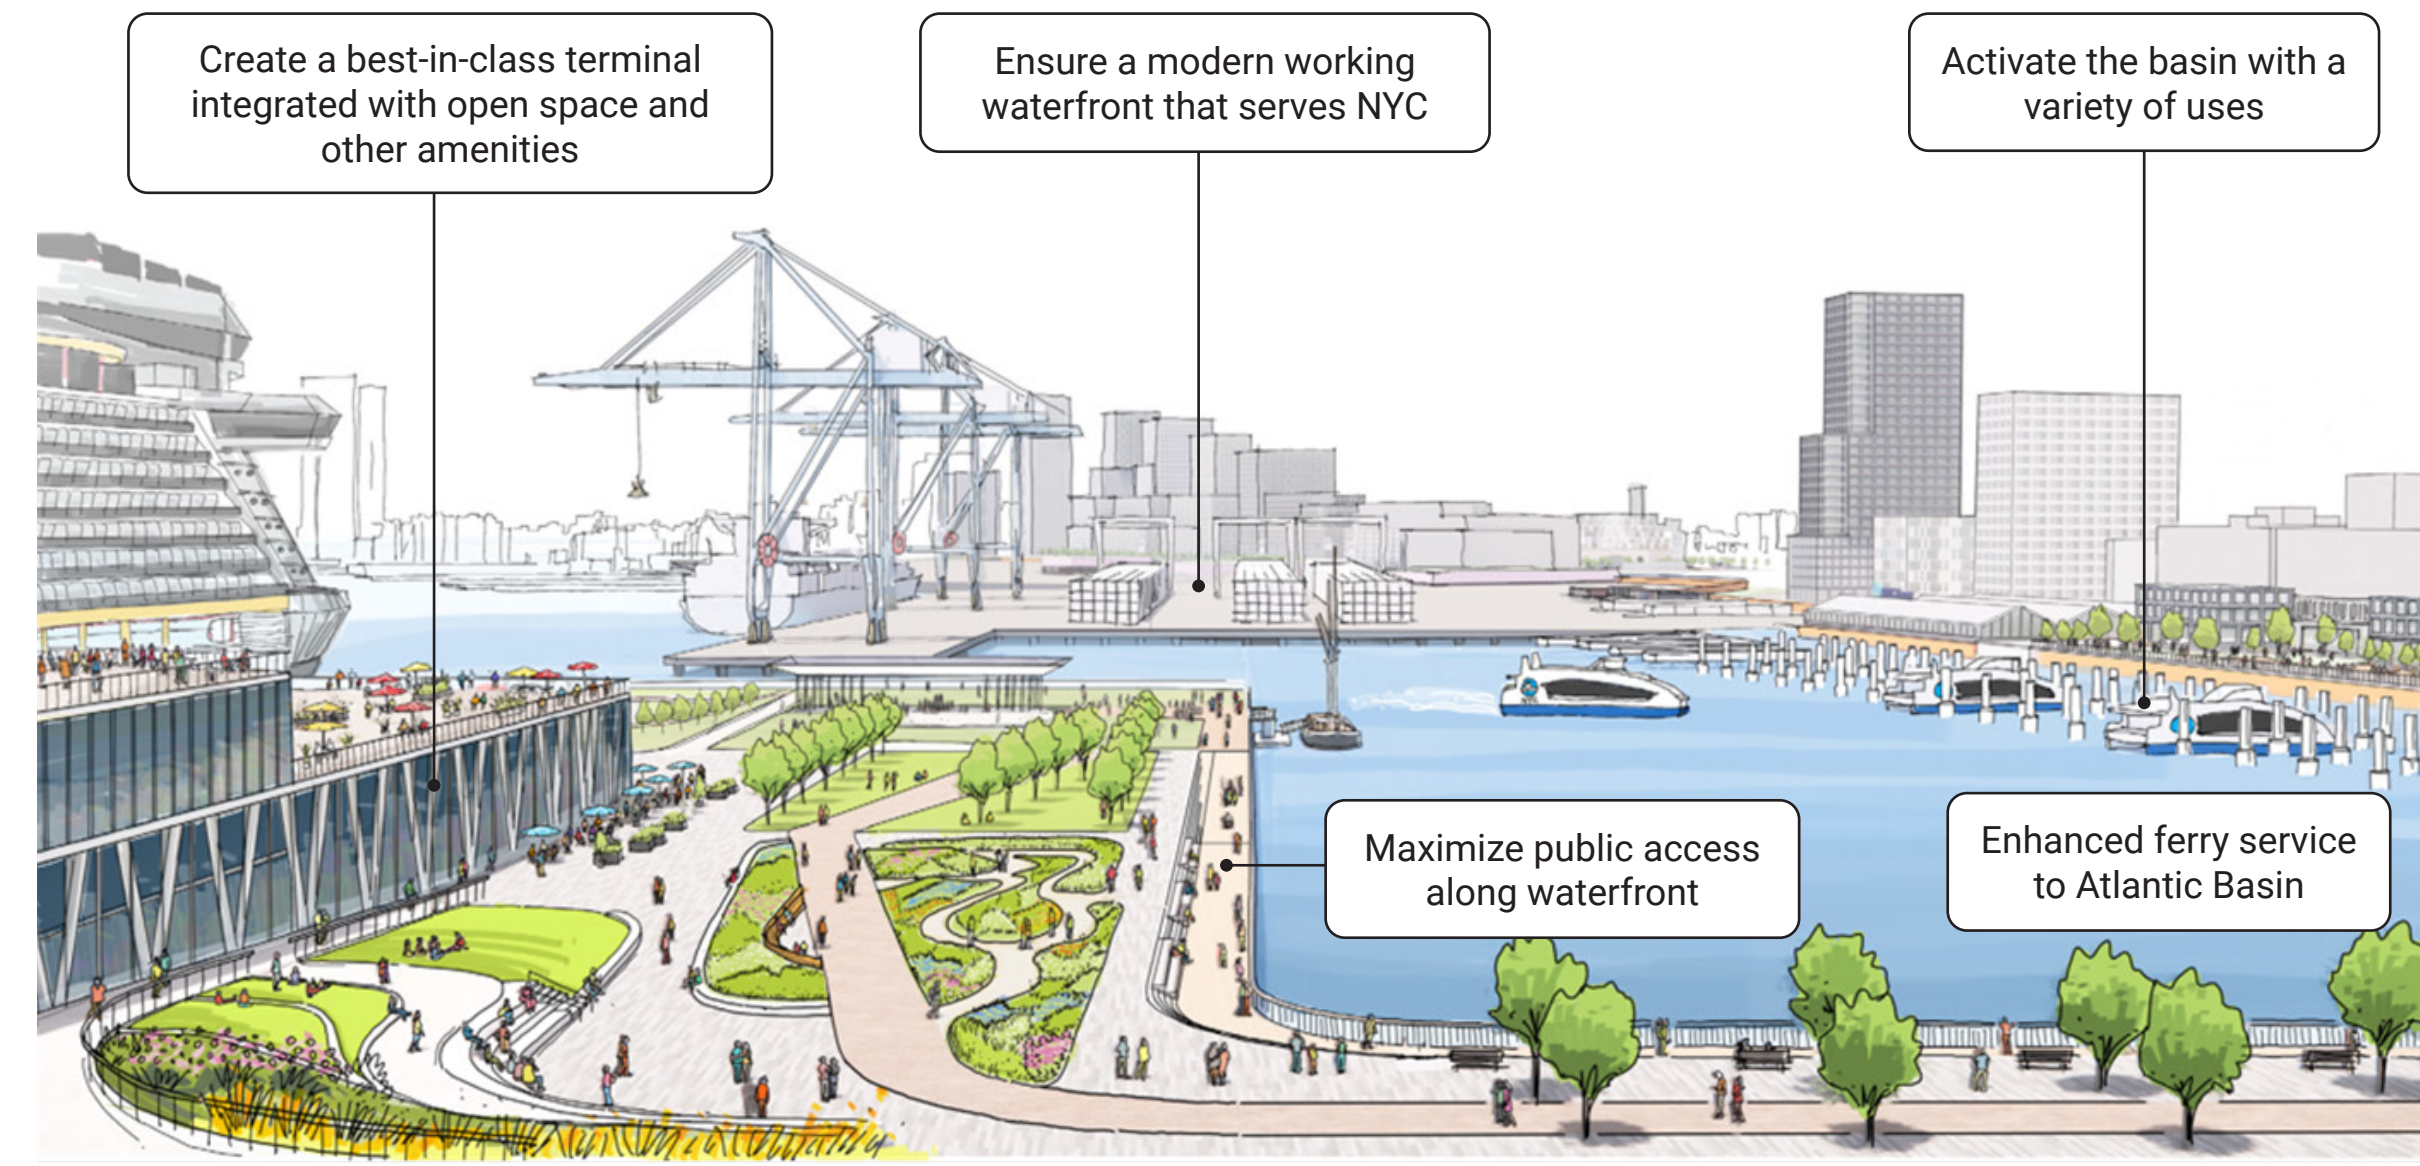 Create a best-in-class terminal
integrated with open space and
other amenities
Ensure a modern working
waterfront that serves NYC
Activate the basin with a
variety of uses
Maximize public access
along waterfront
Enhanced ferry service
to Atlantic Basin